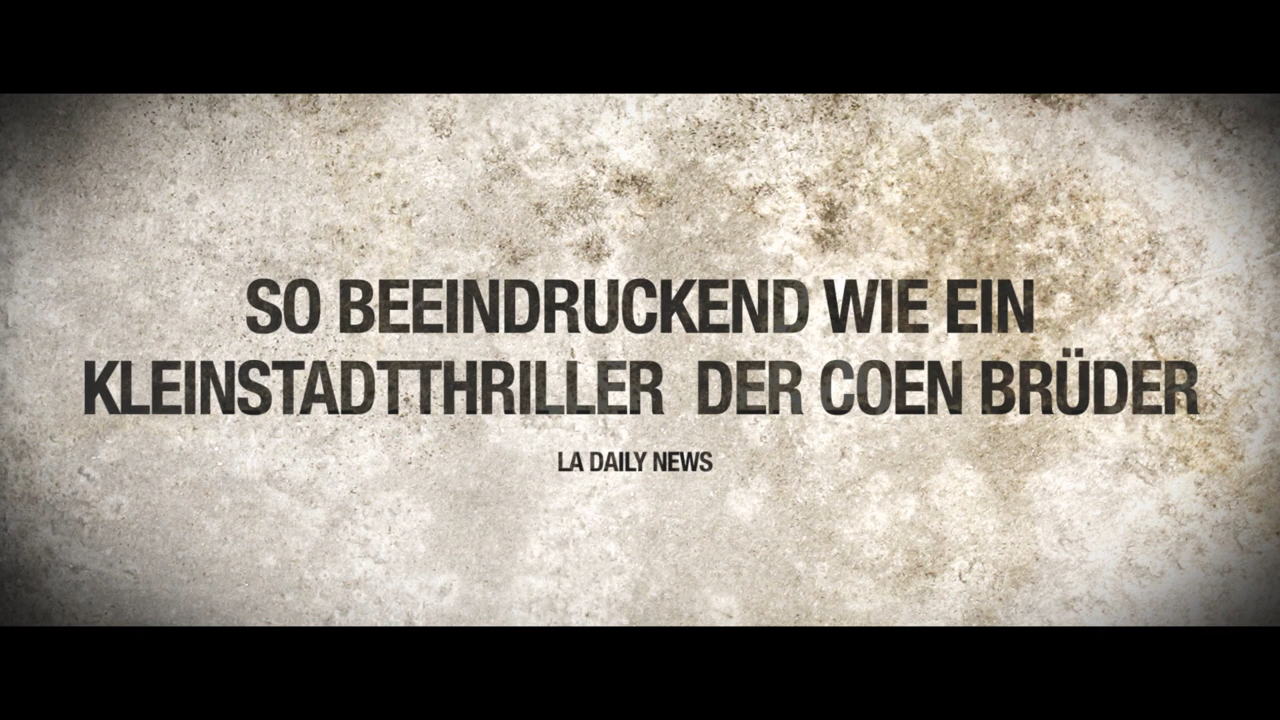 SO BEEINDRUCKEND WIE EIN
KLEINSTADTTHRILLER DER COEN BRÜDER
LA DAILY NEWS